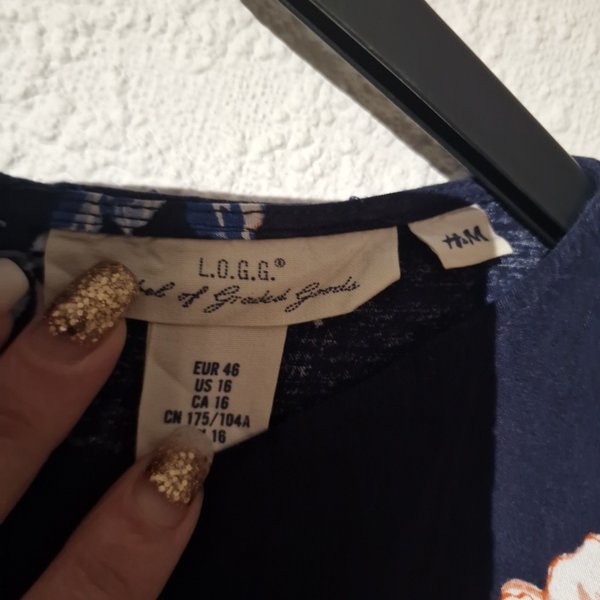 L.O.G.G.®
Label of Graded Goods
H&M
EUR 46
US 16
CA 16
CN 175/104A
16